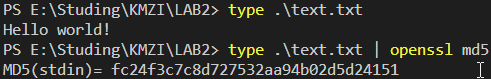 PS E:\Studing\KMZI\LAB2> type .\text.txt
Hello world!
PS E:\Studing\KMZI\LAB2> type .\text.txt | openssl md5
MD5(stdin)= fc24f3c7c8d727532aa94b02d5d24151